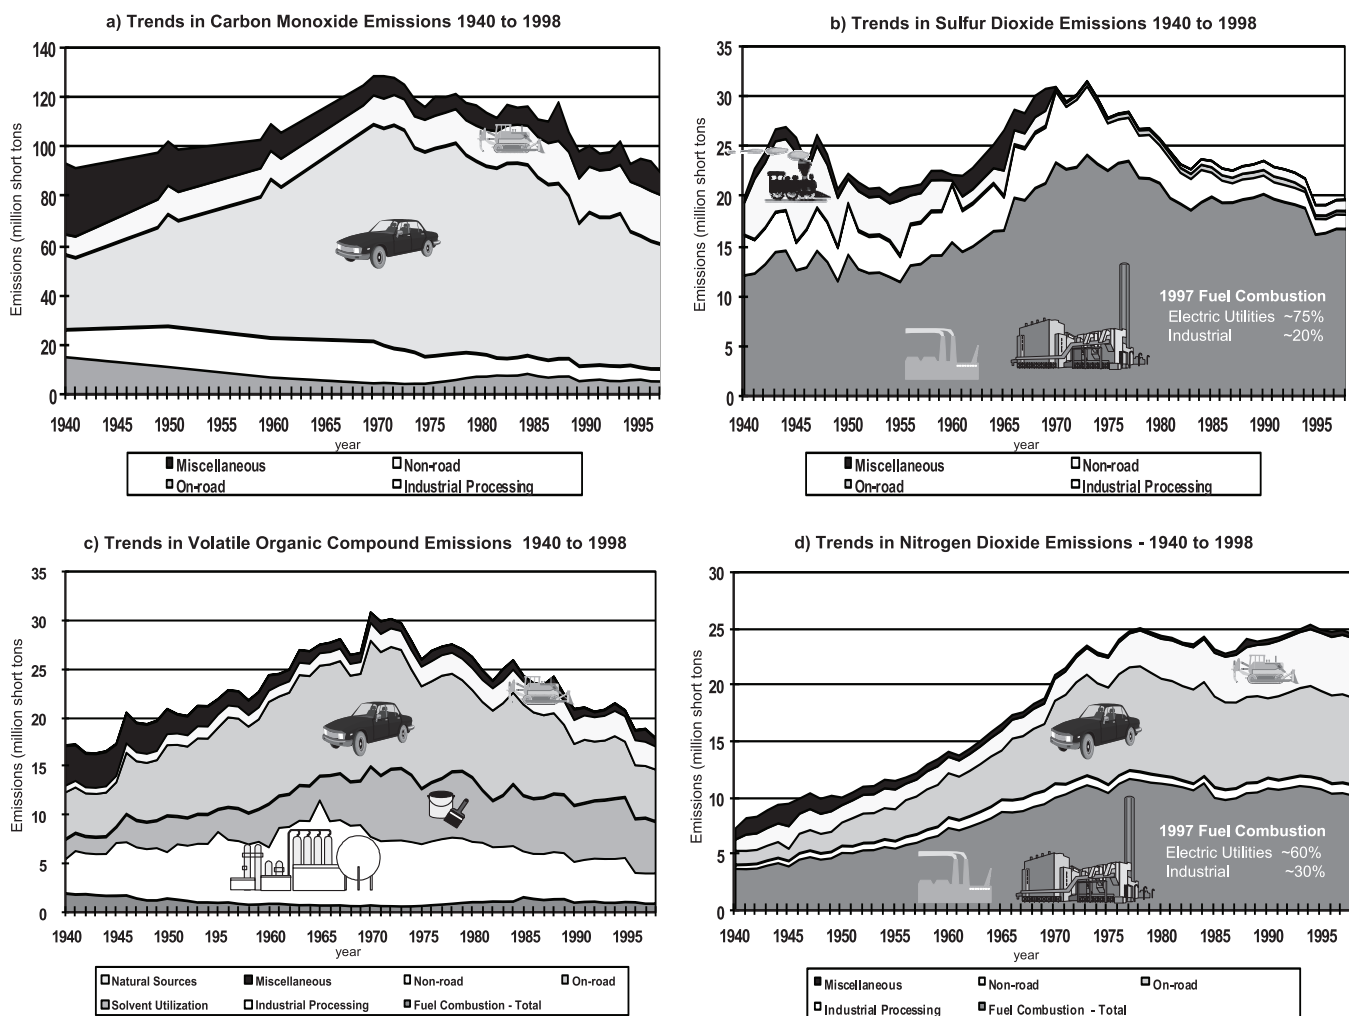 a) Trends in Carbon Monoxide Emissions 1940 to 1998
Emissions (million short tons)
140
120
100
80
60
40
20
0
1940 1945 1950 1955 1960 1965 1970 1975 1980 1985 1990 1995
year
Miscellaneous Non-road
On-road Industrial Processing
b) Trends in Sulfur Dioxide Emissions 1940 to 1998
Emissions (million short tons
35
30
25
20
15
10
5
0
1997 Fuel Combustion
Electric Utilities ~75%
Industrial ~20%
1940 1945 1950 1955 1960 1965 1970 1975 1980 1985 1990 1995
year
Miscellaneous Non-road
On-road Industrial Processing
c) Trends in Volatile Organic Compound Emissions 1940 to 1998
Emissions (million short tons
35
30
25
20
15
10
5
0
1940 1945 1950 1955 1960 1965 1970 1975 1980 1985 1990 1995
year
Natural Sources Miscellaneous Non-road On-road
Solvent Utilization Industrial Processing Fuel Combustion - Total
d) Trends in Nitrogen Dioxide Emissions - 1940 to 1998
Emissions (million short tons
30
25
20
15
10
5
0
1997 Fuel Combustion
Electric Utilities ~60%
Industrial ~30%
1940 1945 1950 1955 1960 1965 1970 1975 1980 1985 1990 1995
year
Miscellaneous Non-road On-road
Industrial Processing Fuel Combustion - Total